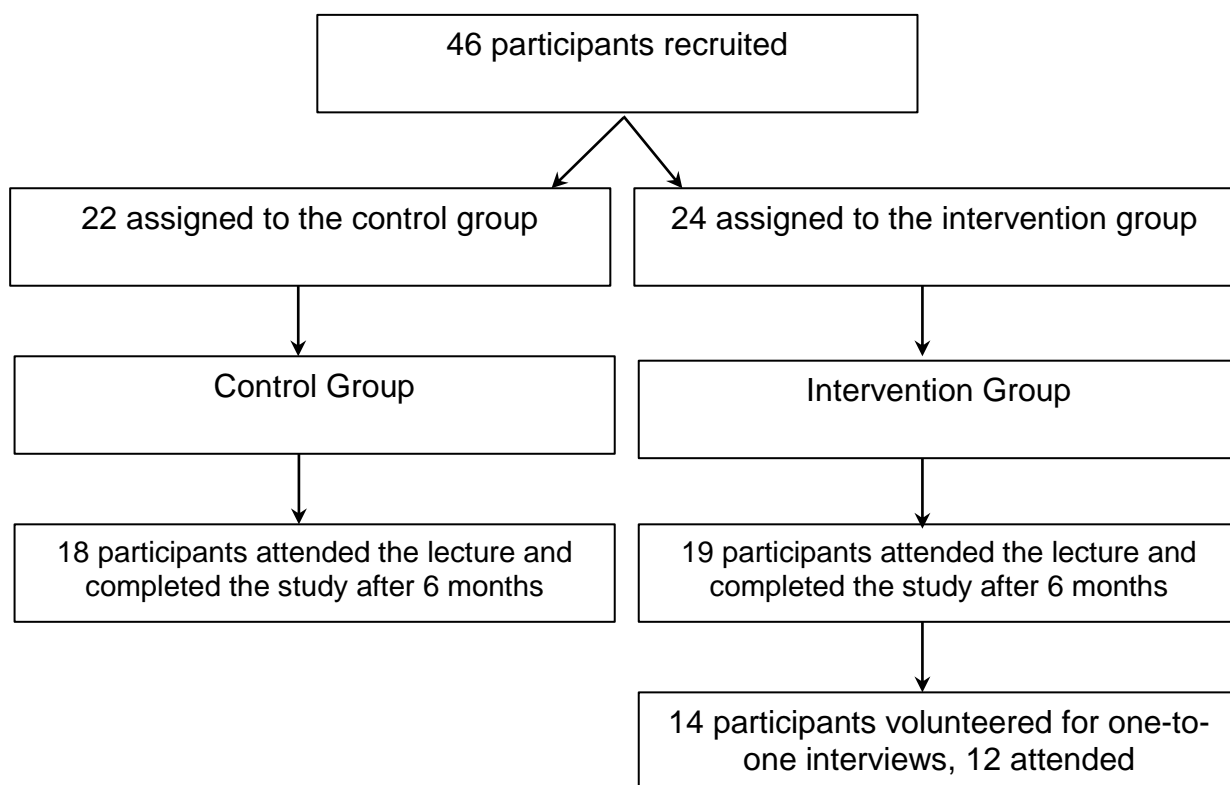 46 participants recruited
22 assigned to the control group
24 assigned to the intervention group
Control Group
Intervention Group
18 participants attended the lecture and
completed the study after 6 months
19 participants attended the lecture and
completed the study after 6 months
14 participants volunteered for one-to-
one interviews, 12 attended